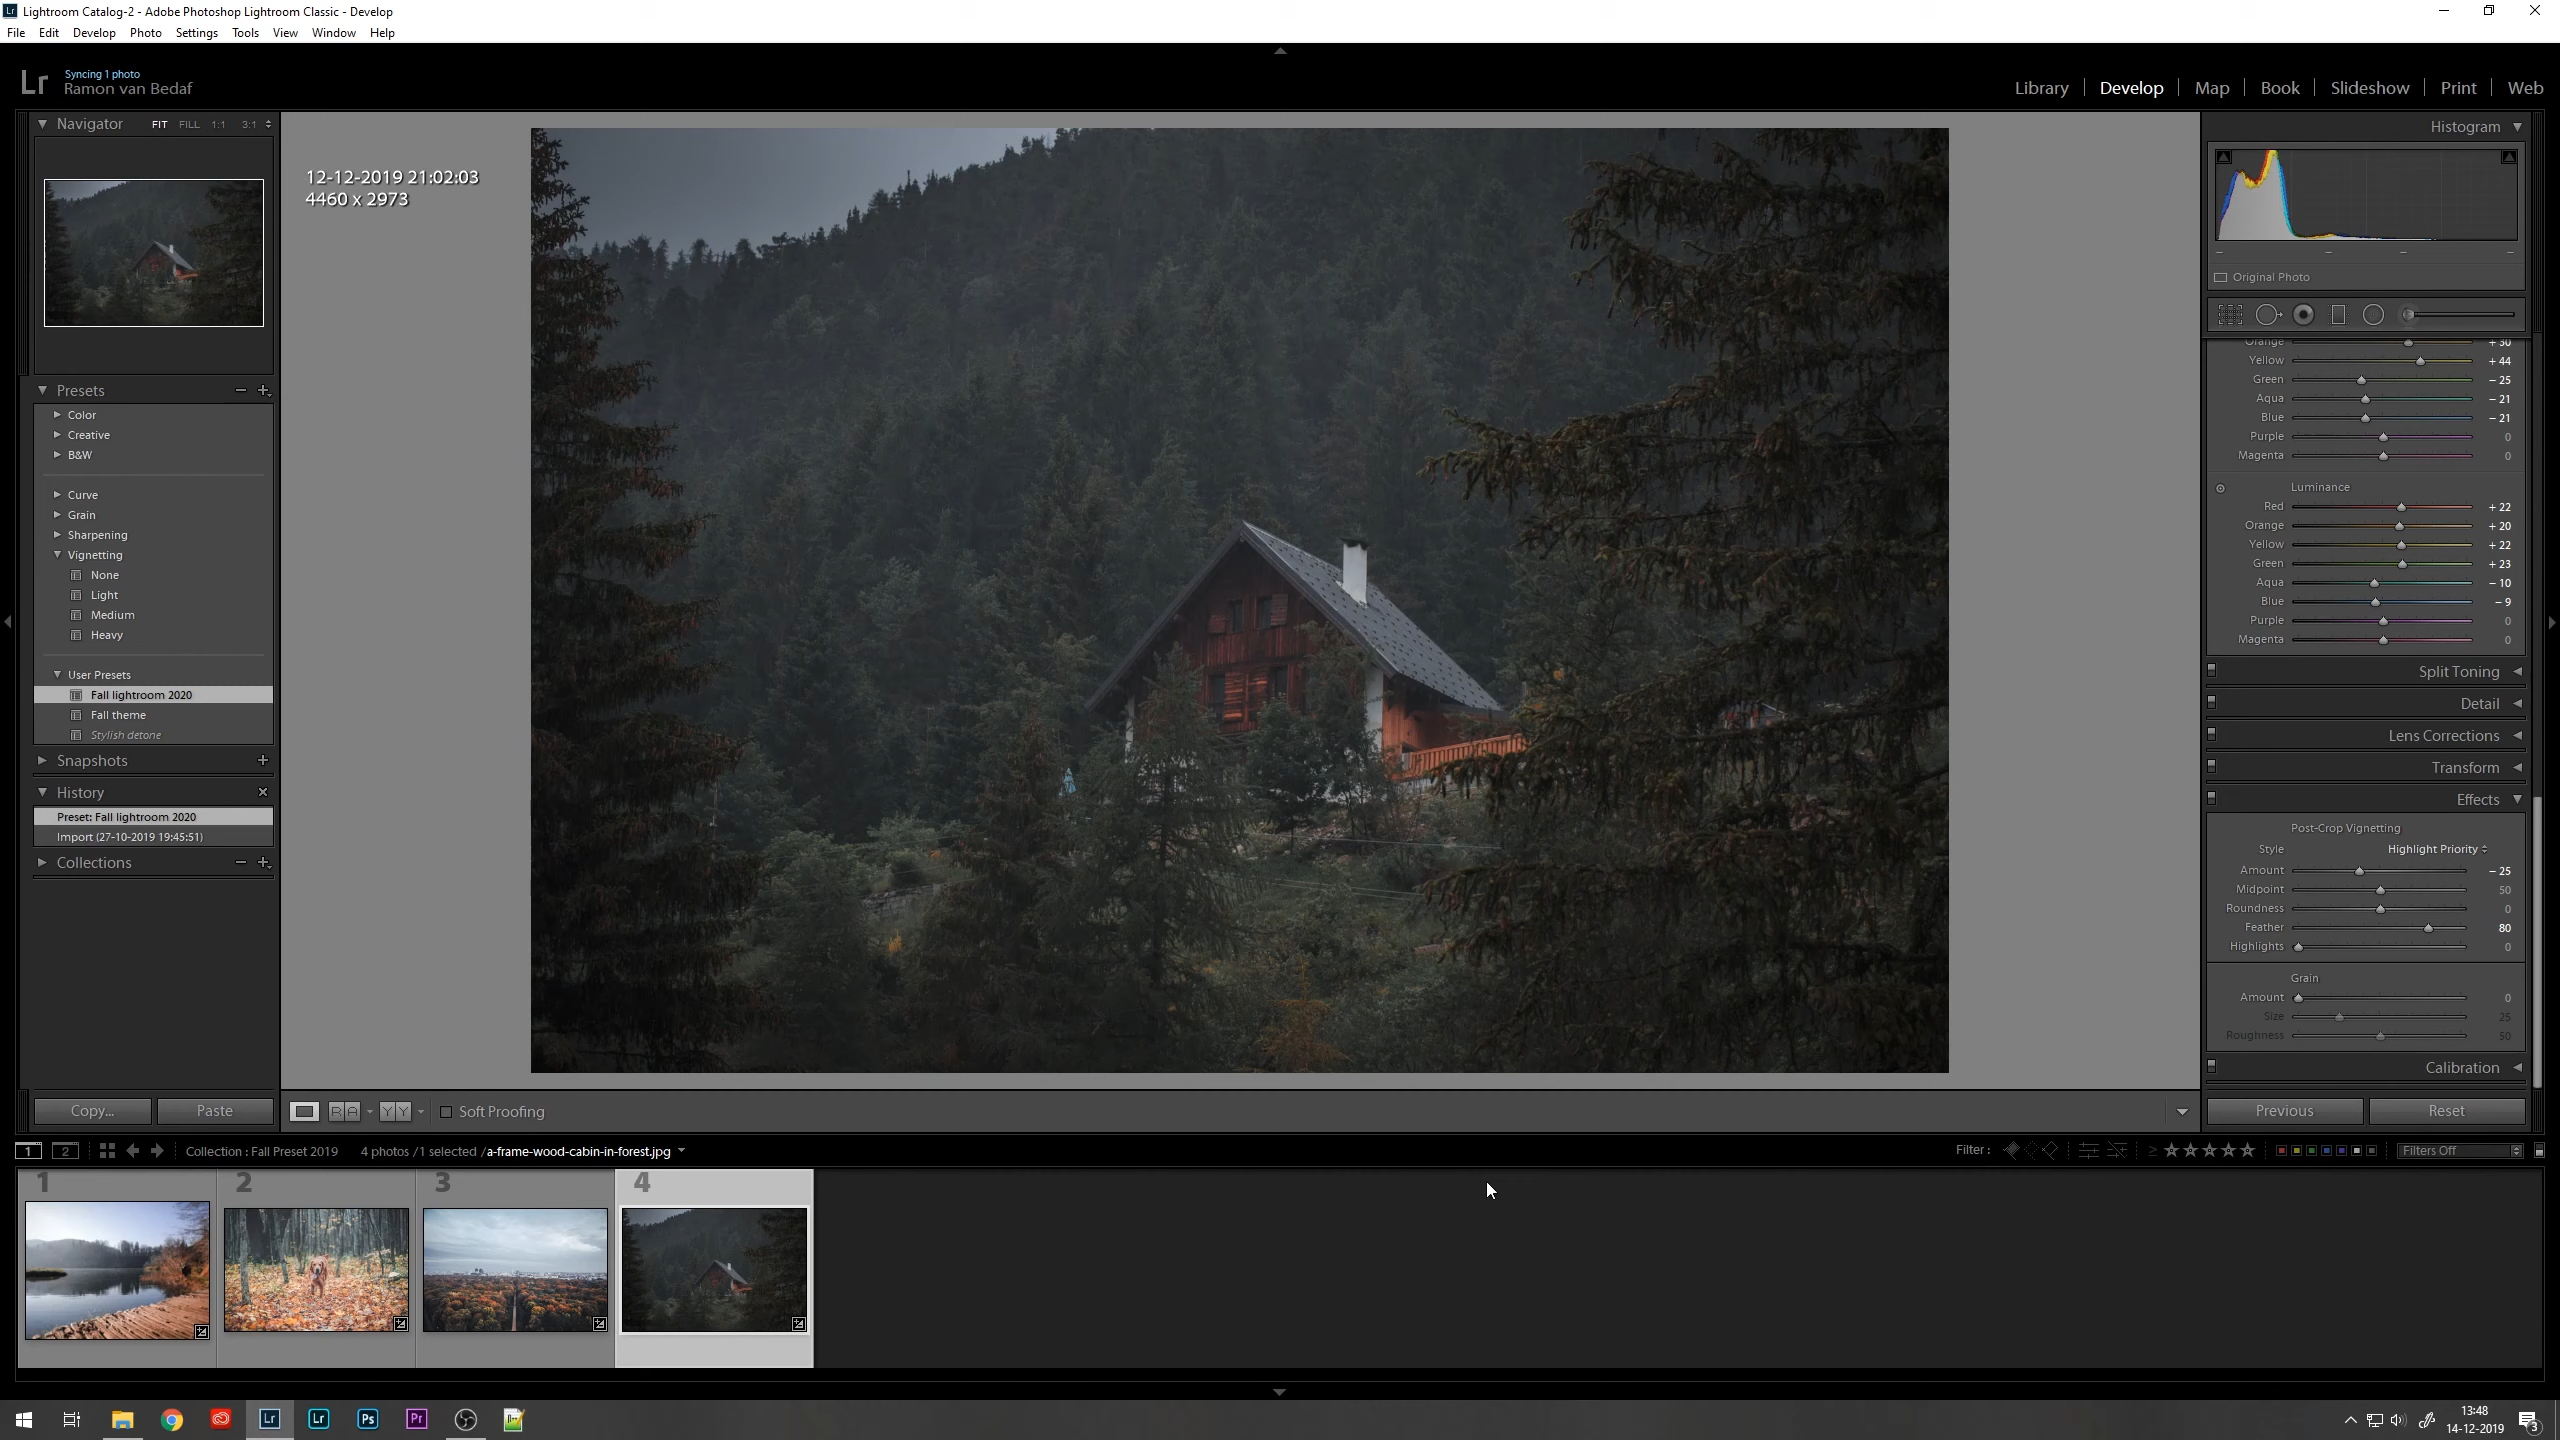 Lightroom Catalog-2 - Adobe Photoshop Lightroom Classic - Develop
File Edit Develop Photo Settings Tools View Window Help
Lr
Syncing 1 photo
Ramon van Bedaf
Library Develop Map Book Slideshow Print Web
Navigator FIT FILL 1:1 3:1
12-12-2019 21:02:03
4460 x 2973
Presets
Color
Creative
B&W
Curve
Grain
Sharpening
Vignetting
None
Light
Medium
Heavy
User Presets
Fall lightroom 2020
Fall theme
Stylish detone
Snapshots
History
Preset: Fall lightroom 2020
Import (27-10-2019 19:45:51)
Collections
Copy... Paste
Soft Proofing
Histogram
Original Photo
Orange + 30
Yellow + 44
Green - 25
Aqua - 21
Blue - 21
Purple 0
Magenta 0
Luminance
Red + 22
Orange + 20
Yellow + 22
Green + 23
Aqua - 10
Blue - 9
Purple 0
Magenta 0
Split Toning
Detail
Lens Corrections
Transform
Effects
Post-Crop Vignetting
Style Highlight Priority
Amount - 25
Midpoint 50
Roundness 0
Feather 80
Highlights 0
Grain
Amount 0
Size 25
Roughness 50
Calibration
Previous Reset
1 2 Collection : Fall Preset 2019 4 photos /1 selected /a-frame-wood-cabin-in-forest.jpg Filter : Filters Off
1 2 3 4
Lr Lr Ps Pr
13:48
14-12-2019
3